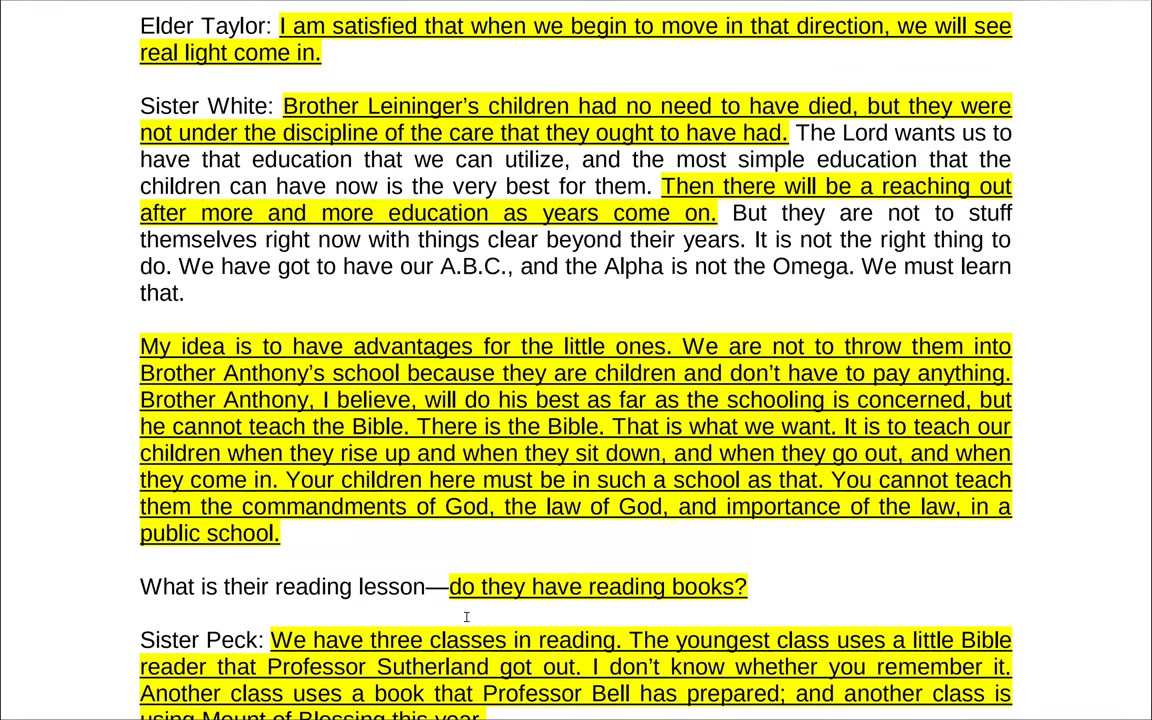 Elder Taylor: I am satisfied that when we begin to move in that direction, we will see
real light come in.
Sister White: Brother Leininger’s children had no need to have died, but they were
not under the discipline of the care that they ought to have had. The Lord wants us to
have that education that we can utilize, and the most simple education that the
children can have now is the very best for them. Then there will be a reaching out
after more and more education as years come on. But they are not to stuff
themselves right now with things clear beyond their years. It is not the right thing to
do. We have got to have our A.B.C., and the Alpha is not the Omega. We must learn
that.
My idea is to have advantages for the little ones. We are not to throw them into
Brother Anthony’s school because they are children and don’t have to pay anything.
Brother Anthony, I believe, will do his best as far as the schooling is concerned, but
he cannot teach the Bible. There is the Bible. That is what we want. It is to teach our
children when they rise up and when they sit down, and when they go out, and when
they come in. Your children here must be in such a school as that. You cannot teach
them the commandments of God, the law of God, and importance of the law, in a
public school.
What is their reading lesson—do they have reading books?
Sister Peck: We have three classes in reading. The youngest class uses a little Bible
reader that Professor Sutherland got out. I don’t know whether you remember it.
Another class uses a book that Professor Bell has prepared; and another class is
using Mount of Blessing this year.